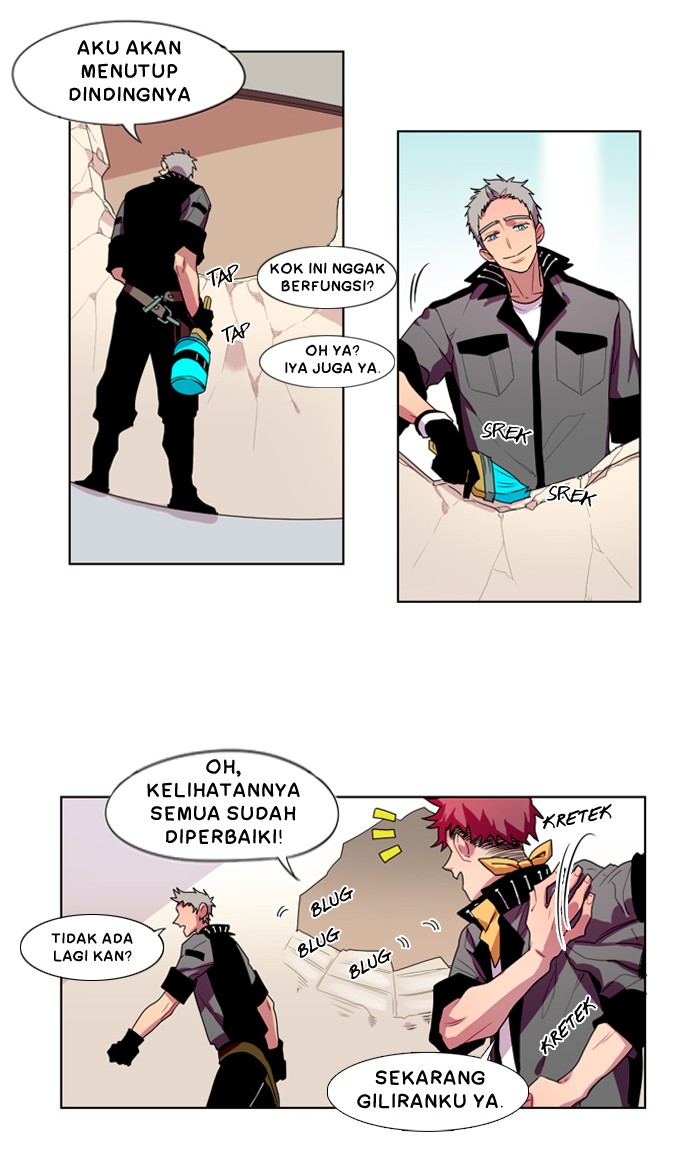 AKU AKAN
MENUTUP
DINDINGNYA
TAP
TAP
KOK INI NGGAK
BERFUNGSI?
OH YA?
IYA JUGA YA.
SREK
SREK
OH,
KELIHATANNYA
SEMUA SUDAH
DIPERBAIKI!
TIDAK ADA
LAGI KAN?
BLUG
BLUG
BLUG
KRETEK
KRETEK
SEKARANG
GILIRANKU YA.